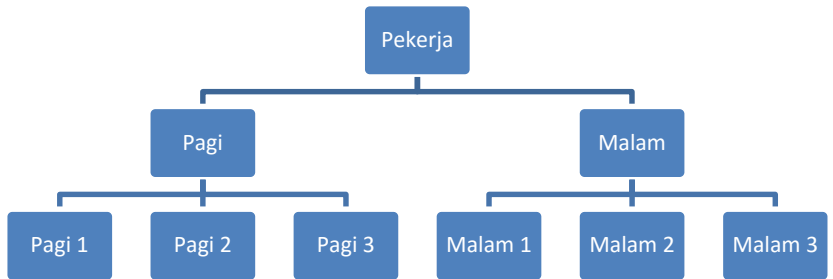 Pekerja
Pagi
Malam
Pagi 1
Pagi 2
Pagi 3
Malam 1
Malam 2
Malam 3